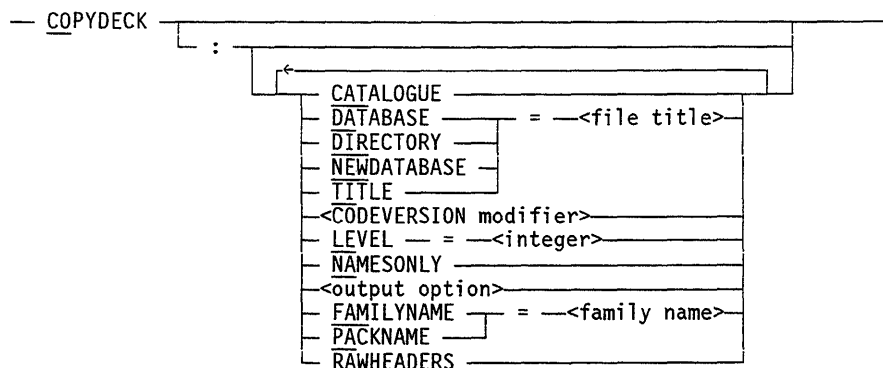 COPYDECK
:
CATALOGUE
DATABASE = <file title>
DIRECTORY
NEWDATABASE
TITLE
<CODEVERSION modifier>
LEVEL = <integer>
NAMESONLY
<output option>
FAMILYNAME = <family name>
PACKNAME
RAWHEADERS